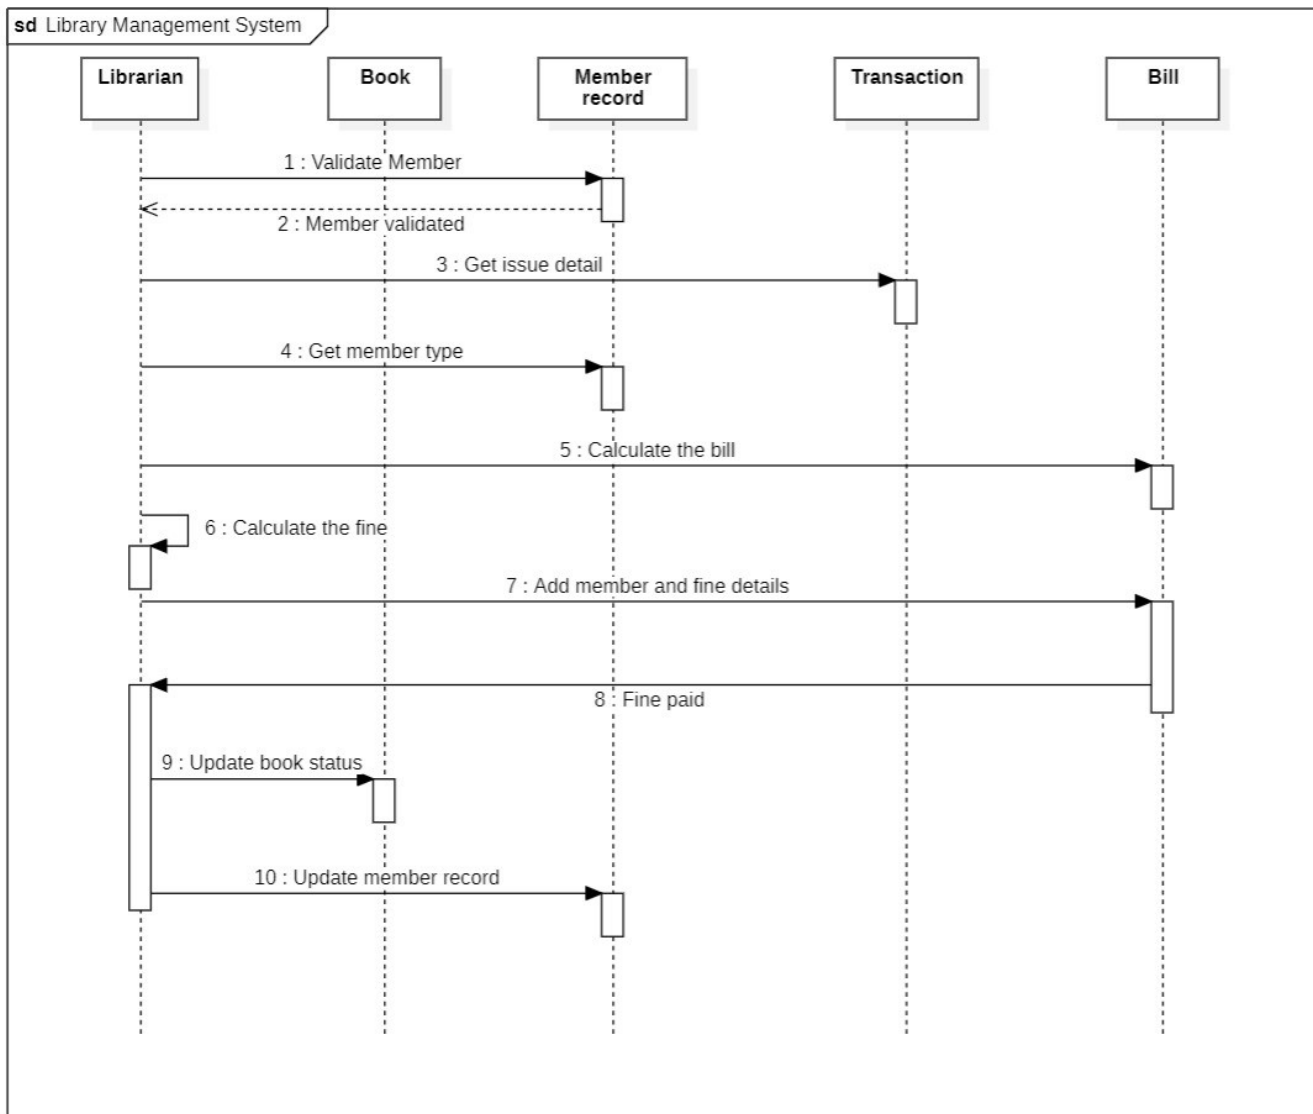 sd Library Management System
Librarian
Book
Member
record
Transaction
Bill
1 : Validate Member
2 : Member validated
3 : Get issue detail
4 : Get member type
5 : Calculate the bill
6 : Calculate the fine
7 : Add member and fine details
8 : Fine paid
9 : Update book status
10 : Update member record